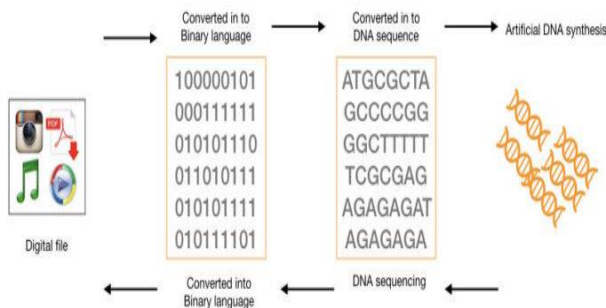 Converted in to
Binary language
Converted in to
DNA sequence
Artificial DNA synthesis
100000101
000111111
010101110
011010111
010101111
010111101
ATGCGCTA
GCCCCGG
GGCTTTTT
TCGCGAG
AGAGAGAT
AGAGAGA
PDF
Digital file
Converted into
Binary language
DNA sequencing